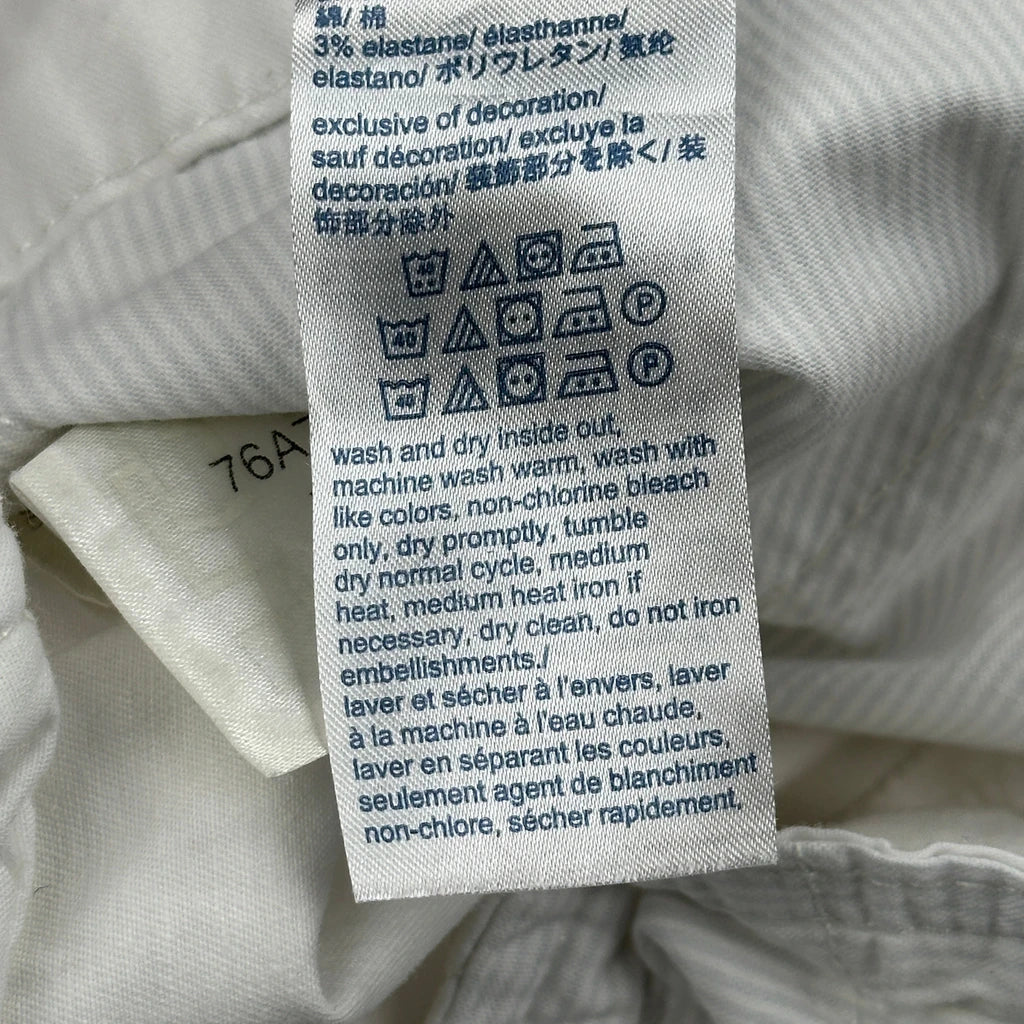 綿/ 棉
3% elastane/ élasthanne/
elastano/ ポリウレタン/ 氨纶
exclusive of decoration/
sauf décoration/ excluye la
decoración/ 装飾部分を除く/ 装
饰部分除外
40
40 P
40 P
wash and dry inside out,
machine wash warm, wash with
like colors, non-chlorine bleach
only, dry promptly, tumble
dry normal cycle, medium
heat, medium heat iron if
necessary, dry clean, do not iron
embellishments./
laver et sécher à l'envers, laver
à la machine à l'eau chaude,
laver en séparant les couleurs,
seulement agent de blanchiment
non-chlore, sécher rapidement,
76A